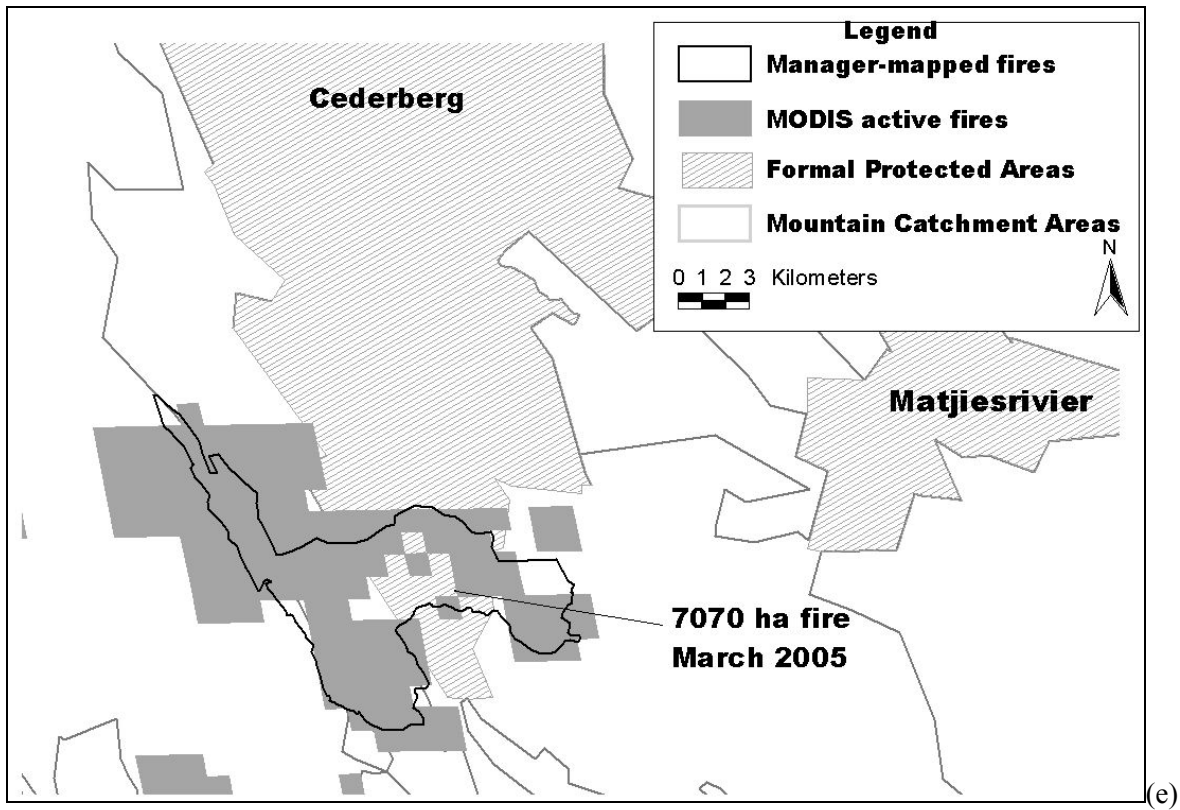 Legend
Manager-mapped fires
MODIS active fires
Formal Protected Areas
Mountain Catchment Areas
N
0 1 2 3 Kilometers
Cederberg
Matjiesrivier
7070 ha fire
March 2005
(e)